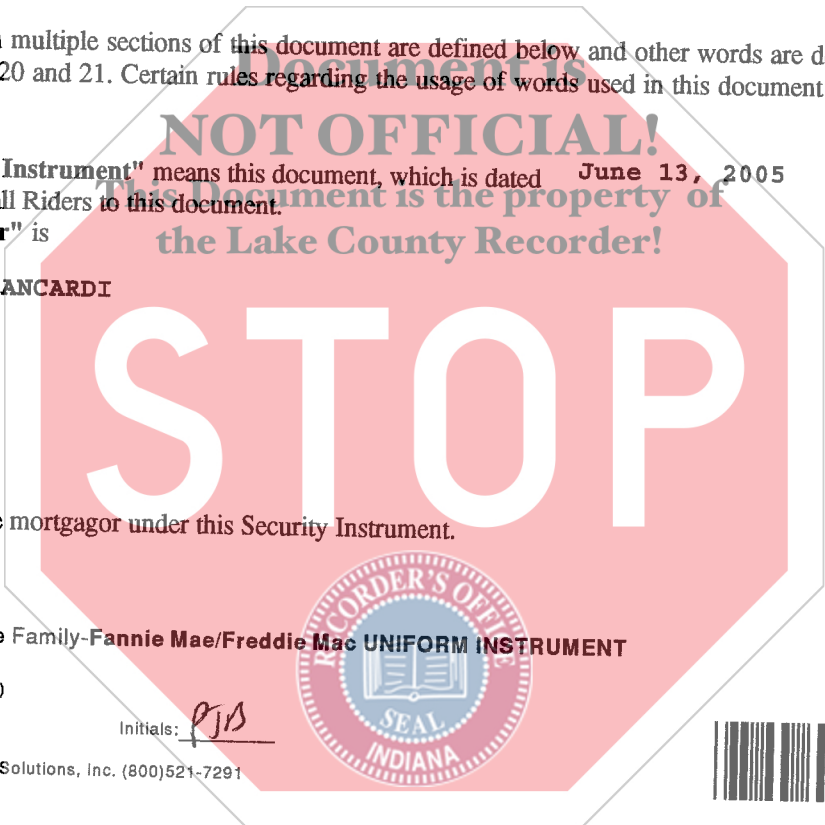 multiple sections of this document are defined below and other words are d
20 and 21. Certain rules regarding the usage of words used in this document
Document is
NOT OFFICIAL!
Instrument" means this document, which is dated June 13, 2005
This Document is the property of
ll Riders to this document.
r" is
the Lake County Recorder!
ANCARDI
STOP
e mortgagor under this Security Instrument.
RECORDER'S OFFICE
e Family-Fannie Mae/Freddie Mac UNIFORM INSTRUMENT
)
SEAL
INDIANA
Initials: PJB
Solutions, Inc. (800)521-7291